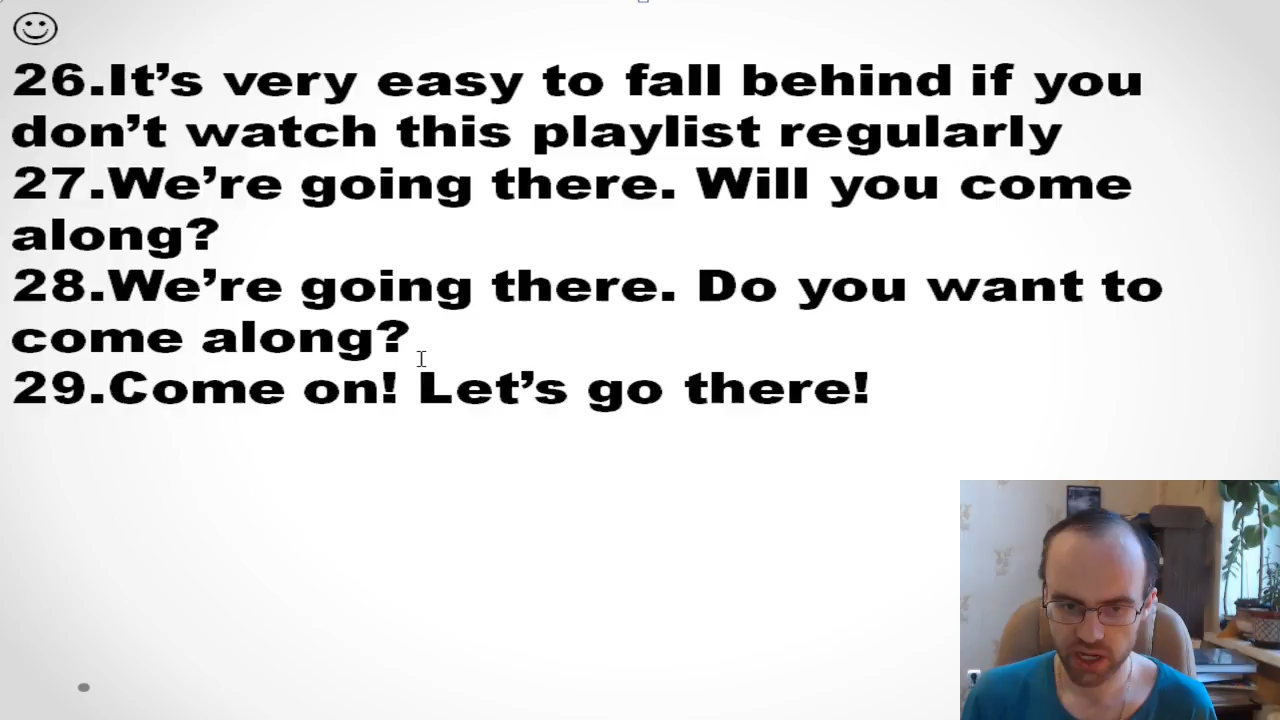 26.It's very easy to fall behind if you
don't watch this playlist regularly
27.We're going there. Will you come
along?
28.We're going there. Do you want to
come along?
29.Come on! Let's go there!